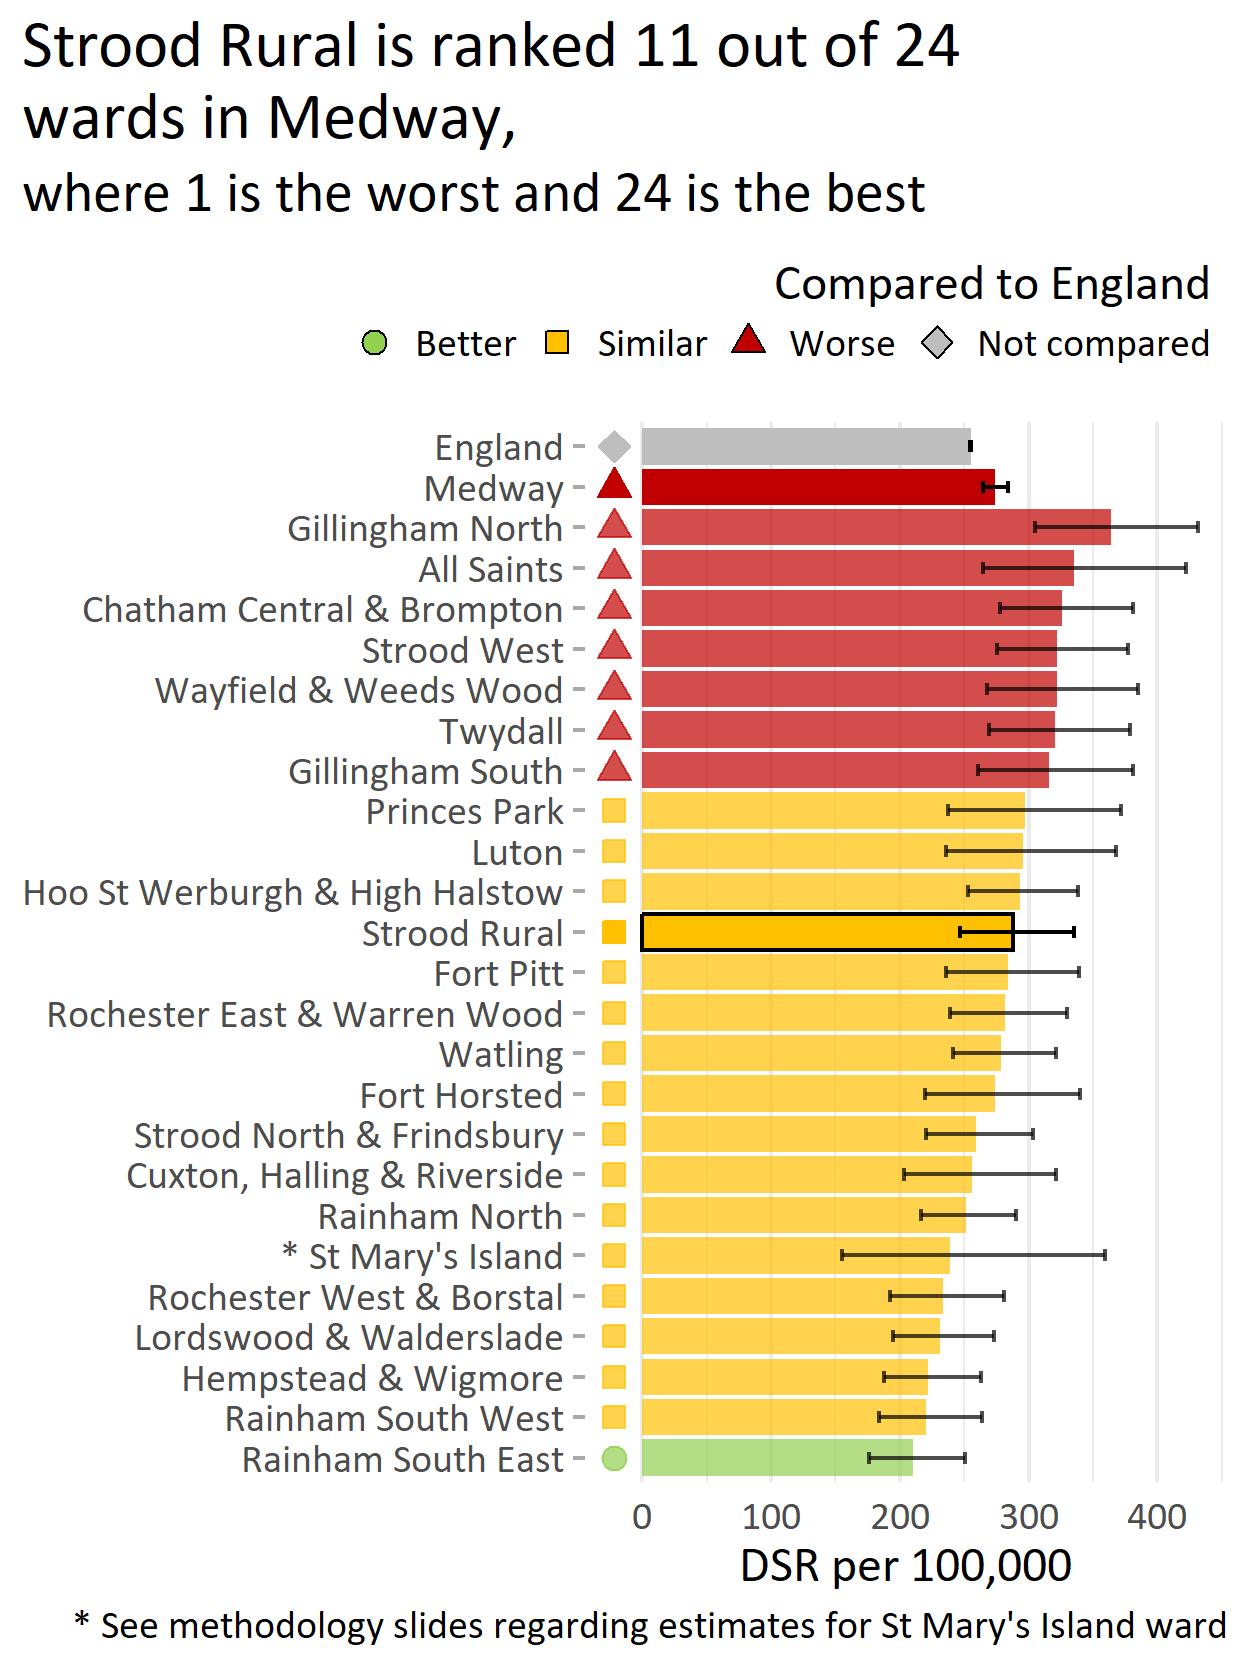 Strood Rural is ranked 11 out of 24
wards in Medway,
where 1 is the worst and 24 is the best
Compared to England
Better Similar Worse Not compared
England
Medway
Gillingham North
All Saints
Chatham Central & Brompton
Strood West
Wayfield & Weeds Wood
Twydall
Gillingham South
Princes Park
Luton
Hoo St Werburgh & High Halstow
Strood Rural
Fort Pitt
Rochester East & Warren Wood
Watling
Fort Horsted
Strood North & Frindsbury
Cuxton, Halling & Riverside
Rainham North
* St Mary's Island
Rochester West & Borstal
Lordswood & Walderslade
Hempstead & Wigmore
Rainham South West
Rainham South East
0 100 200 300 400
DSR per 100,000
* See methodology slides regarding estimates for St Mary's Island ward